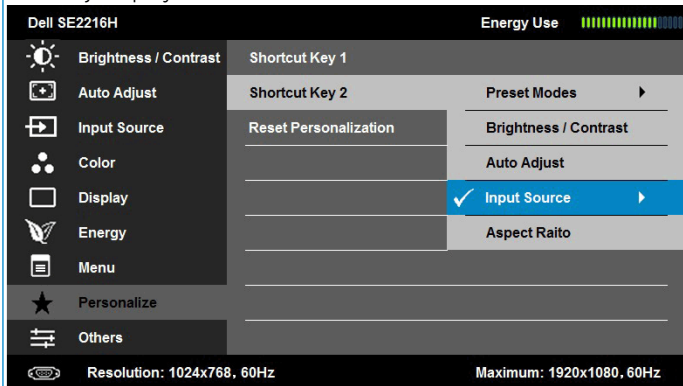 Dell SE2216H Energy Use
Brightness / Contrast Shortcut Key 1
Auto Adjust Shortcut Key 2 Preset Modes
Input Source Reset Personalization Brightness / Contrast
Color Auto Adjust
Display Input Source
Energy Aspect Raito
Menu
Personalize
Others
Resolution: 1024x768, 60Hz Maximum: 1920x1080, 60Hz